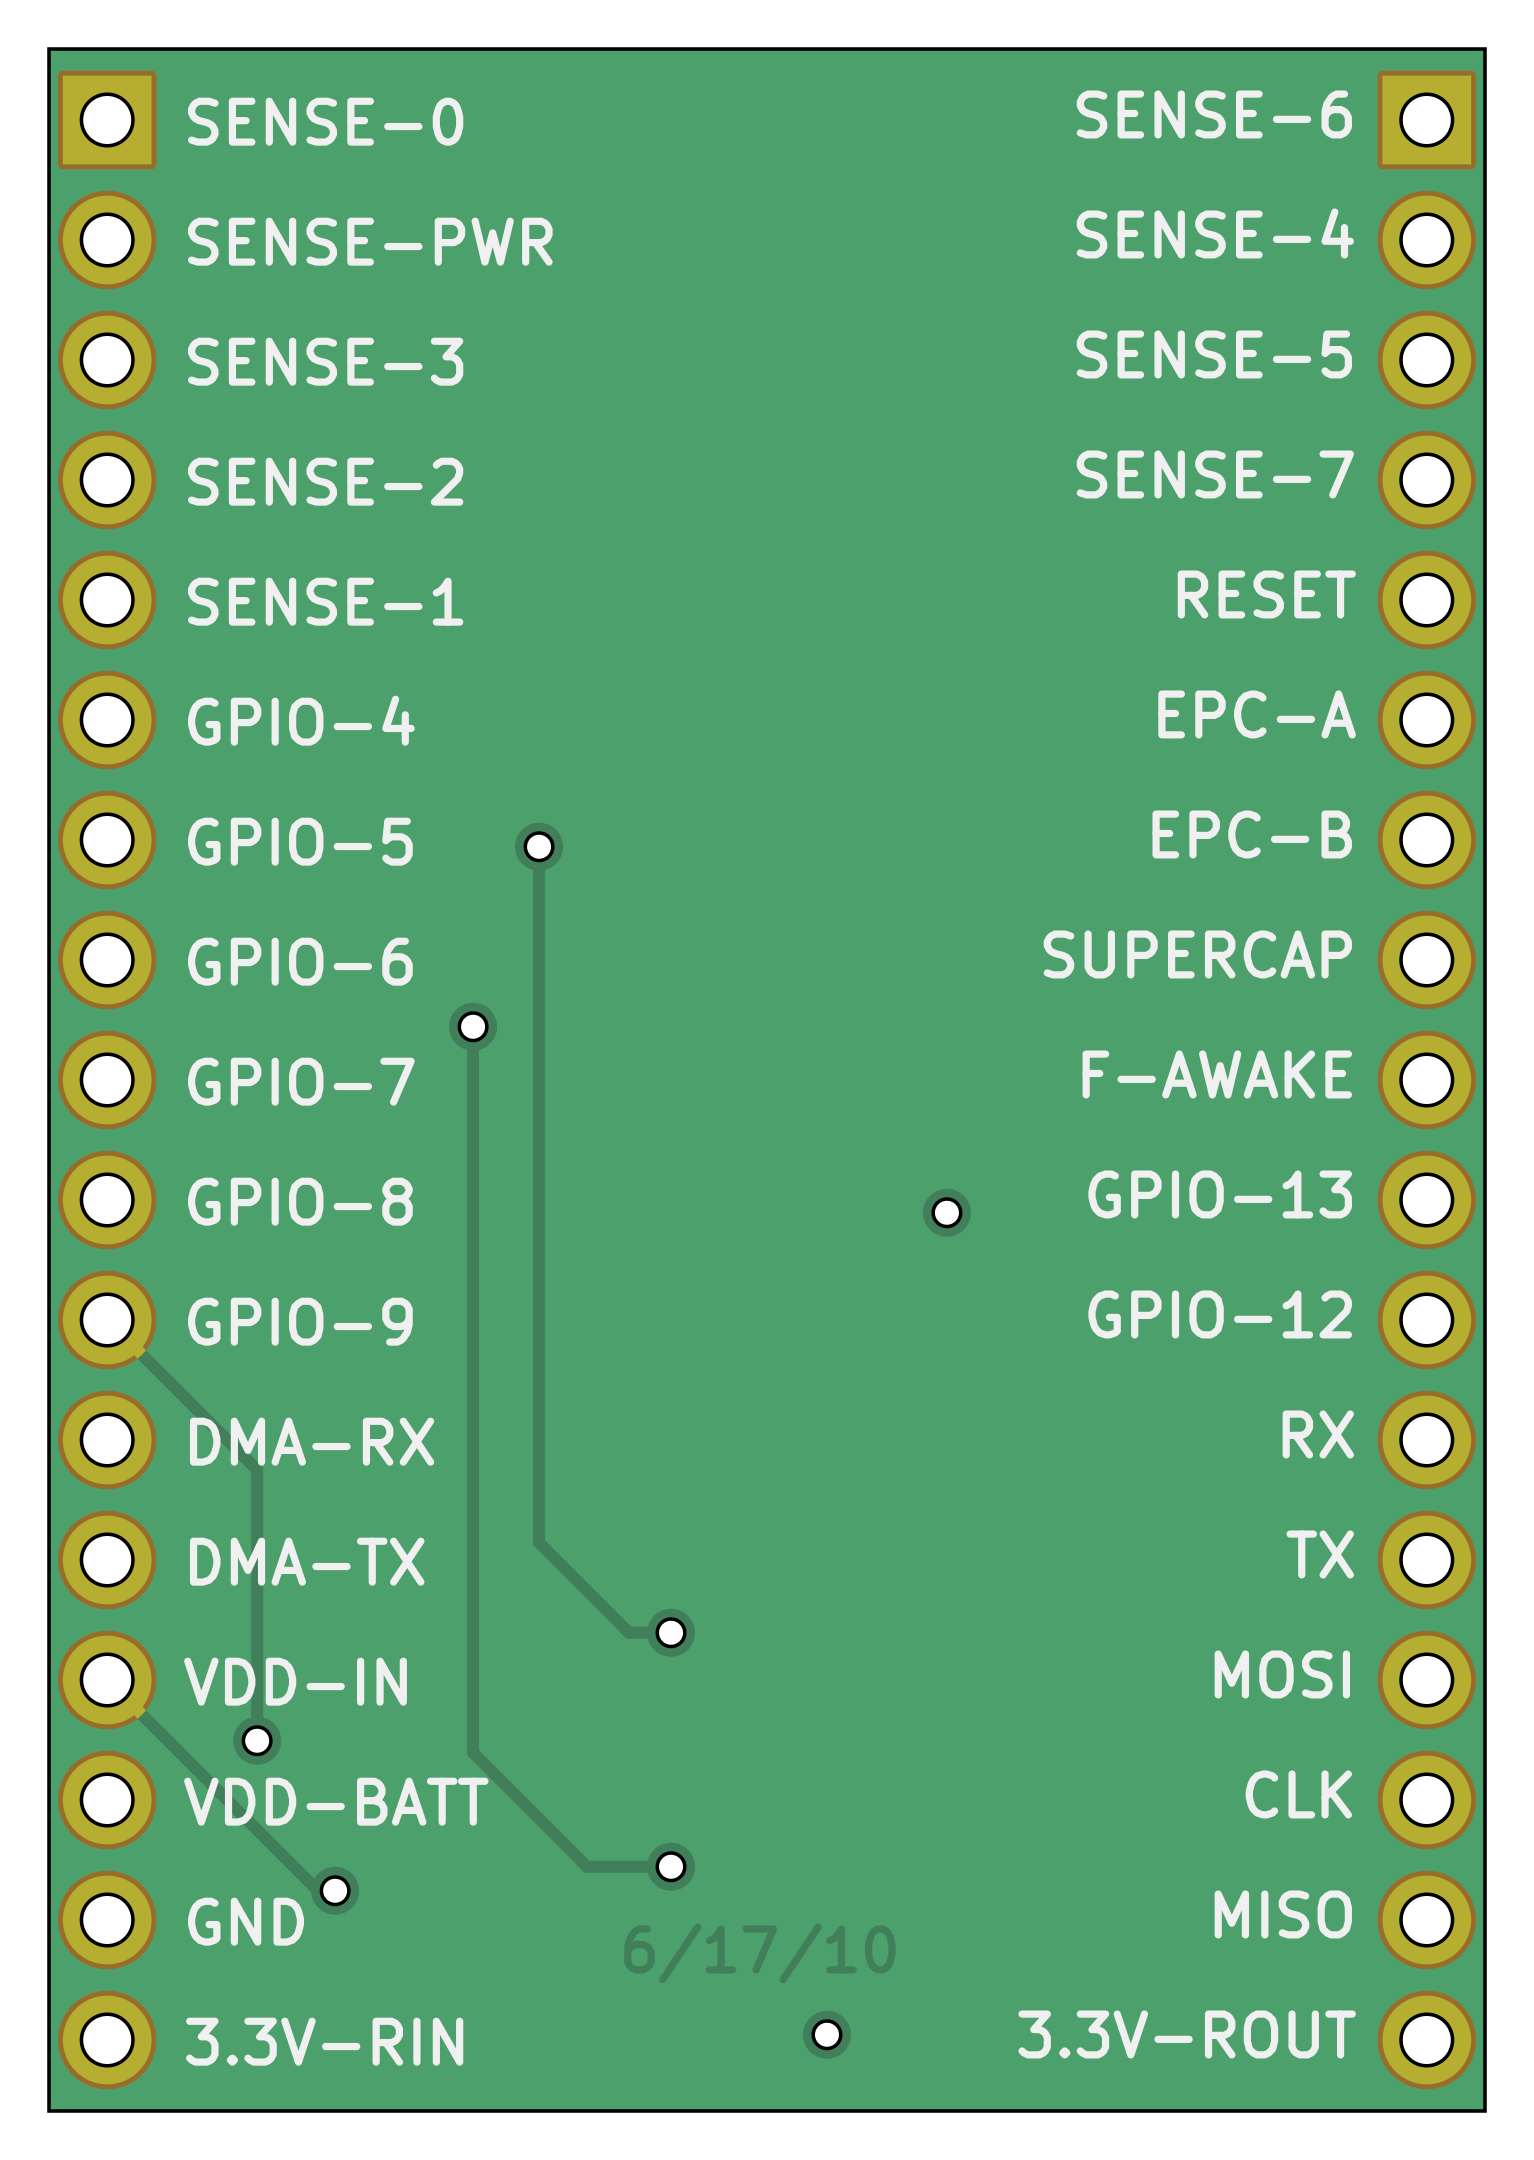 SENSE-0
SENSE-PWR
SENSE-3
SENSE-2
SENSE-1
GPIO-4
GPIO-5
GPIO-6
GPIO-7
GPIO-8
GPIO-9
DMA-RX
DMA-TX
VDD-IN
VDD-BATT
GND
3.3V-RIN
SENSE-6
SENSE-4
SENSE-5
SENSE-7
RESET
EPC-A
EPC-B
SUPERCAP
F-AWAKE
GPIO-13
GPIO-12
RX
TX
MOSI
CLK
MISO
3.3V-ROUT
6/17/10